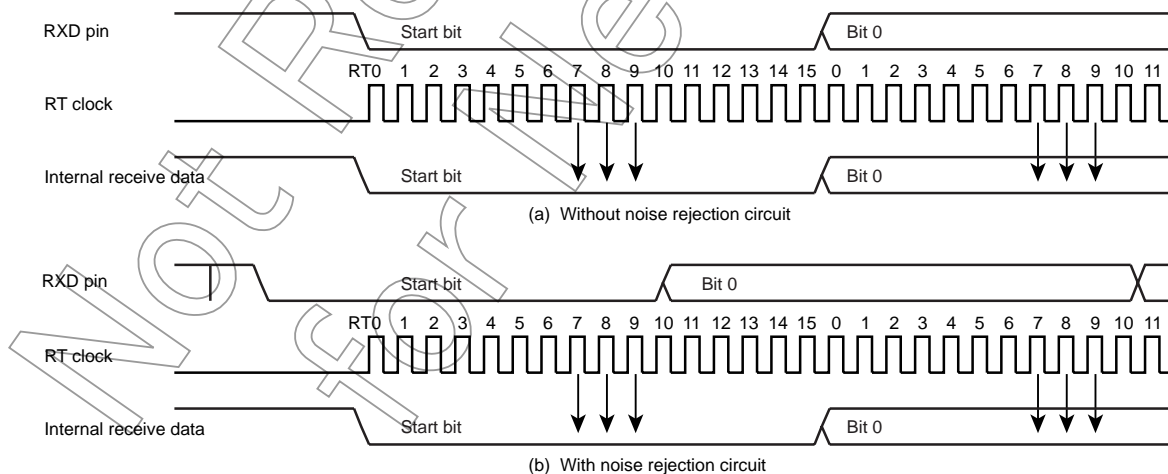 RXD pin Start bit Bit 0
RT0 1 2 3 4 5 6 7 8 9 10 11 12 13 14 15 0 1 2 3 4 5 6 7 8 9 10 11
RT clock
Internal receive data Start bit Bit 0
(a) Without noise rejection circuit
RXD pin Start bit Bit 0
RT0 1 2 3 4 5 6 7 8 9 10 11 12 13 14 15 0 1 2 3 4 5 6 7 8 9 10 11
RT clock
Internal receive data Start bit Bit 0
(b) With noise rejection circuit
Not Re
for Ne